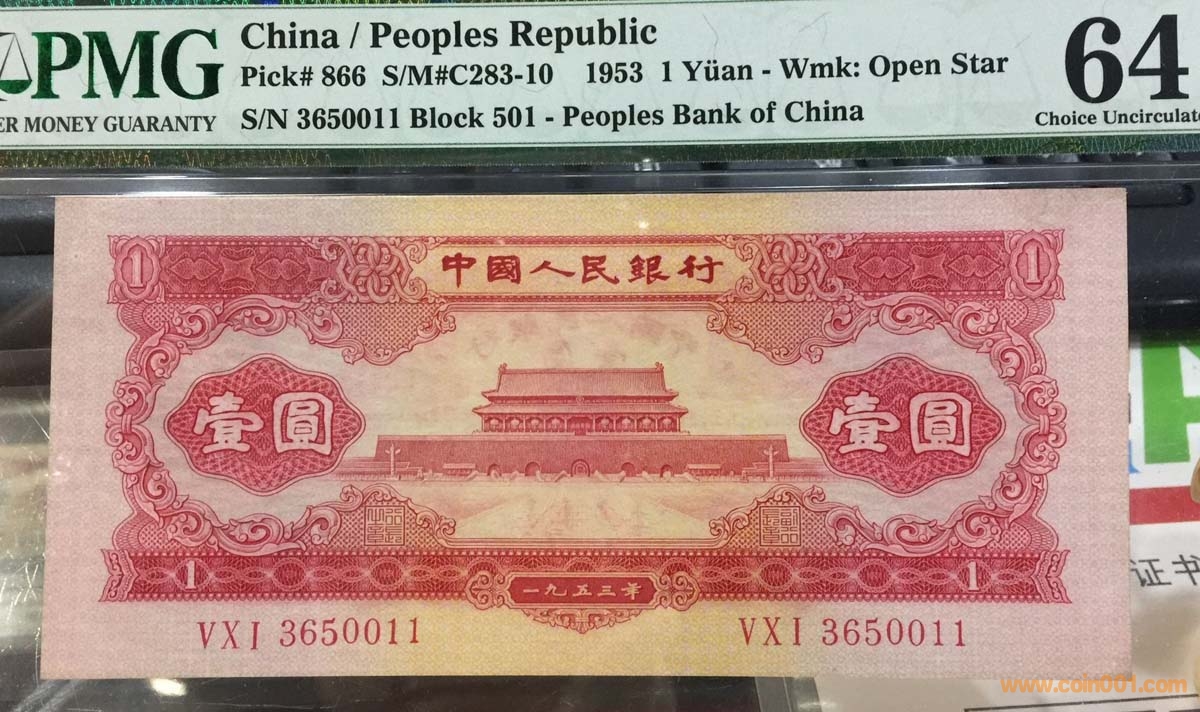 PMG
ER MONEY GUARANTY
China / Peoples Republic
Pick# 866 S/M#C283-10 1953 1 Yüan - Wmk: Open Star
S/N 3650011 Block 501 - Peoples Bank of China
64
Choice Uncirculate
1 中國人民銀行 1
壹圓 壹圓
1 一九五三年 1
VXI 3650011 VXI 3650011
证书
www.coin001.com